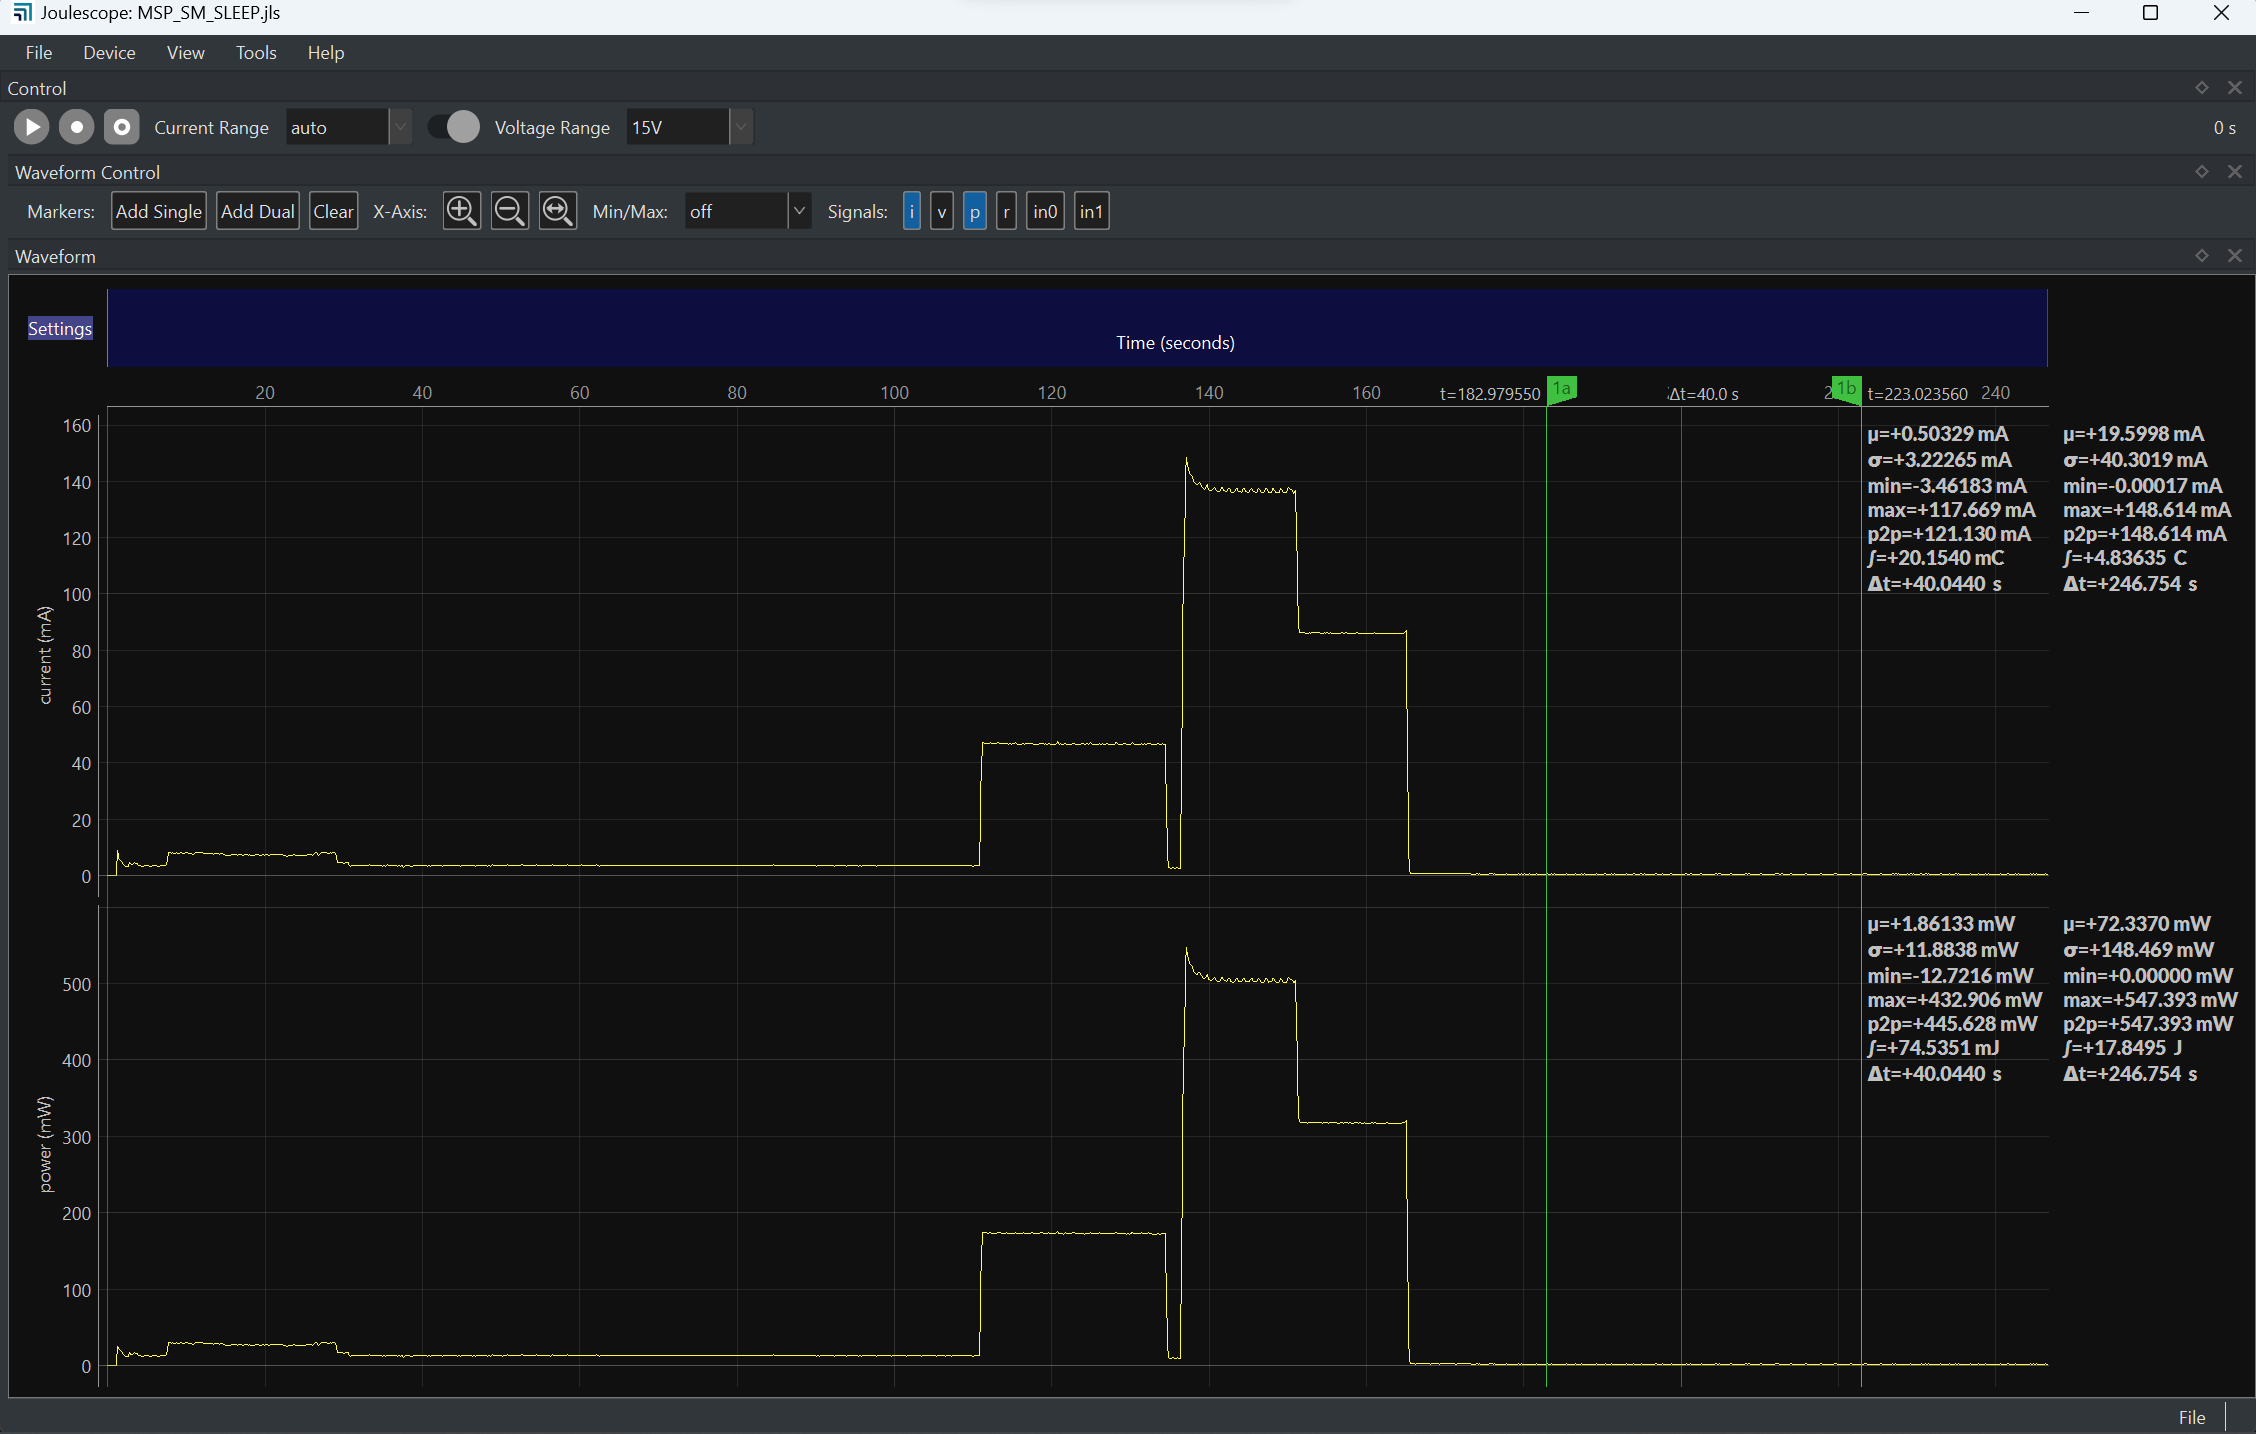 Joulescope: MSP_SM_SLEEP.jls
File Device View Tools Help
Control
Current Range auto Voltage Range 15V 0 s
Waveform Control
Markers: Add Single Add Dual Clear X-Axis: Min/Max: off Signals: i v p r in0 in1
Waveform
Settings
Time (seconds)
20 40 60 80 100 120 140 160 t=182.979550 1a Δt=40.0 s 1b t=223.023560 240
160
140
120
100
80
60
40
20
0
current (mA)
μ=+0.50329 mA
σ=+3.22265 mA
min=-3.46183 mA
max=+117.669 mA
p2p=+121.130 mA
∫=+20.1540 mC
Δt=+40.0440 s
μ=+19.5998 mA
σ=+40.3019 mA
min=-0.00017 mA
max=+148.614 mA
p2p=+148.614 mA
∫=+4.83635 C
Δt=+246.754 s
500
400
300
200
100
0
power (mW)
μ=+1.86133 mW
σ=+11.8838 mW
min=-12.7216 mW
max=+432.906 mW
p2p=+445.628 mW
∫=+74.5351 mJ
Δt=+40.0440 s
μ=+72.3370 mW
σ=+148.469 mW
min=+0.00000 mW
max=+547.393 mW
p2p=+547.393 mW
∫=+17.8495 J
Δt=+246.754 s
File